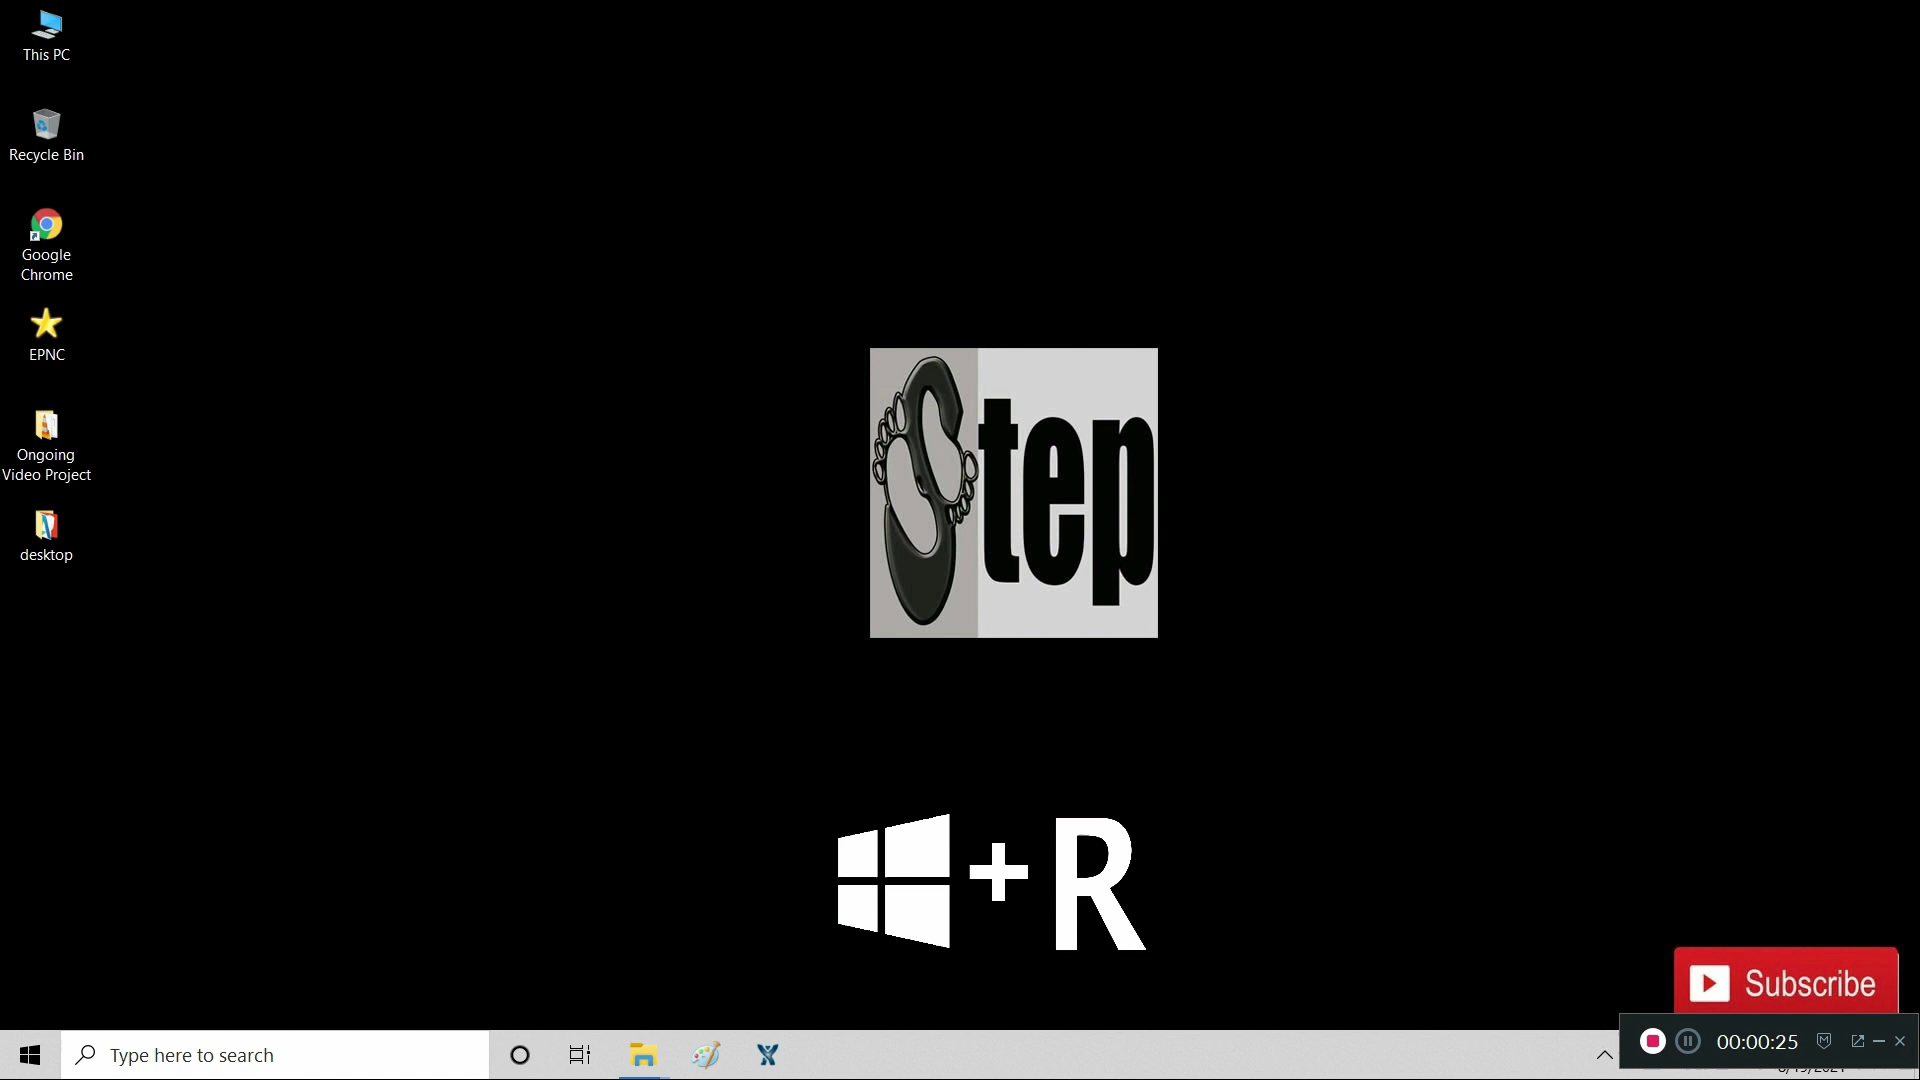 This PC
Recycle Bin
Google
Chrome
EPNC
Ongoing
Video Project
desktop
Step
+R
Subscribe
Type here to search
00:00:25